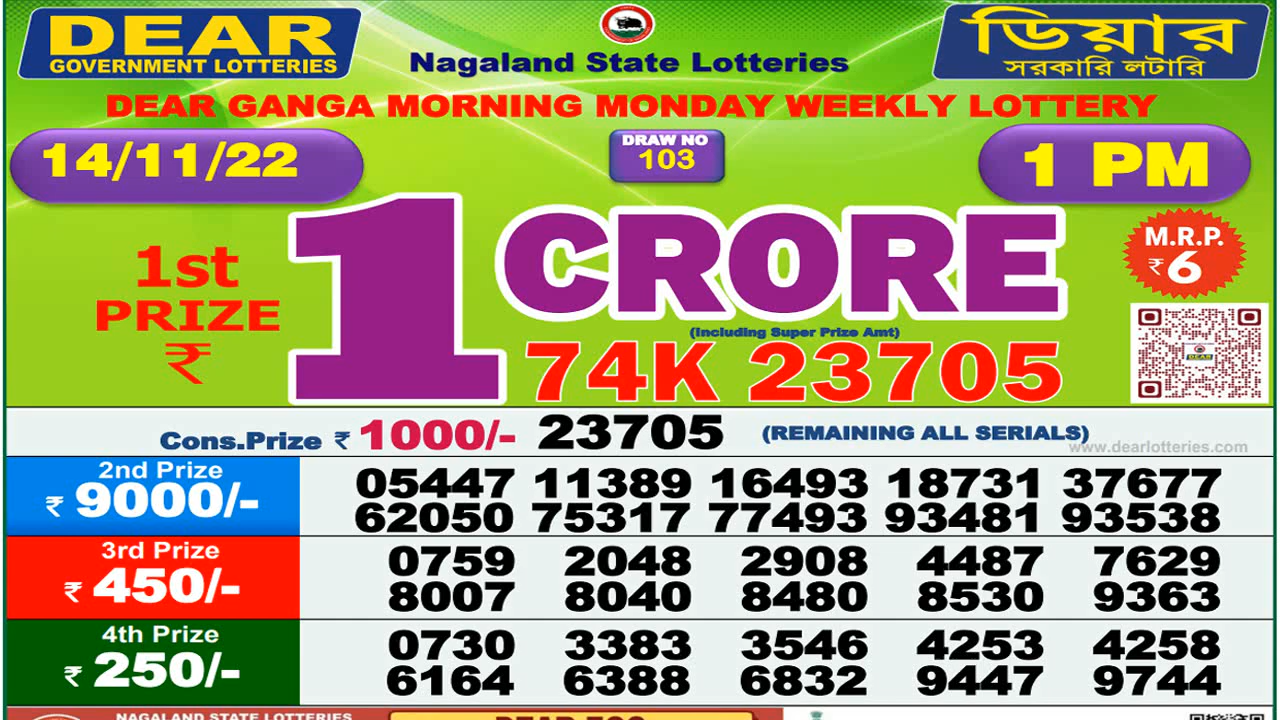 DEAR
GOVERNMENT LOTTERIES
Nagaland State Lotteries
ডিয়ার
সরকারি লটারি
DEAR GANGA MORNING MONDAY WEEKLY LOTTERY
14/11/22
DRAW NO
103
1 PM
1st
PRIZE
₹
1 CRORE
(Including Super Prize Amt)
74K 23705
M.R.P.
₹ 6
DEAR
Cons.Prize ₹ 1000/- 23705 (REMAINING ALL SERIALS)
www.dearlotteries.com
2nd Prize
₹ 9000/-
05447 11389 16493 18731 37677
62050 75317 77493 93481 93538
3rd Prize
₹ 450/-
0759 2048 2908 4487 7629
8007 8040 8480 8530 9363
4th Prize
₹ 250/-
0730 3383 3546 4253 4258
6164 6388 6832 9447 9744
NAGALAND STATE LOTTERIES